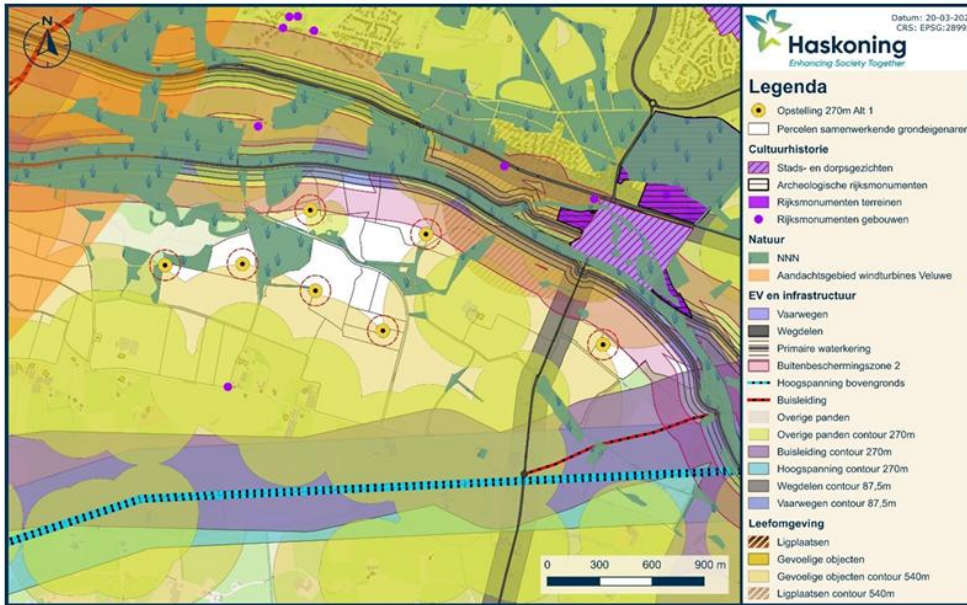 N
Datum: 20-03-202
CRS: EPSG:2899
Haskoning
Enhancing Society Together
Legenda
Opstelling 270m Alt 1
Percelen samenwerkende grondeigenaren
Cultuurhistorie
Stads- en dorpsgezichten
Archeologische rijksmonumenten
Rijksmonumenten terreinen
Rijksmonumenten gebouwen
Natuur
NNN
Aandachtsgebied windturbines Veluwe
EV en infrastructuur
Vaarwegen
Wegdelen
Primaire waterkering
Buitenbeschermingszone 2
Hoogspanning bovengronds
Buisleiding
Overige panden
Overige panden contour 270m
Buisleiding contour 270m
Hoogspanning contour 270m
Wegdelen contour 87,5m
Vaarwegen contour 87,5m
Leefomgeving
Ligplaatsen
Gevoelige objecten
Gevoelige objecten contour 540m
Ligplaatsen contour 540m
0 300 600 900 m